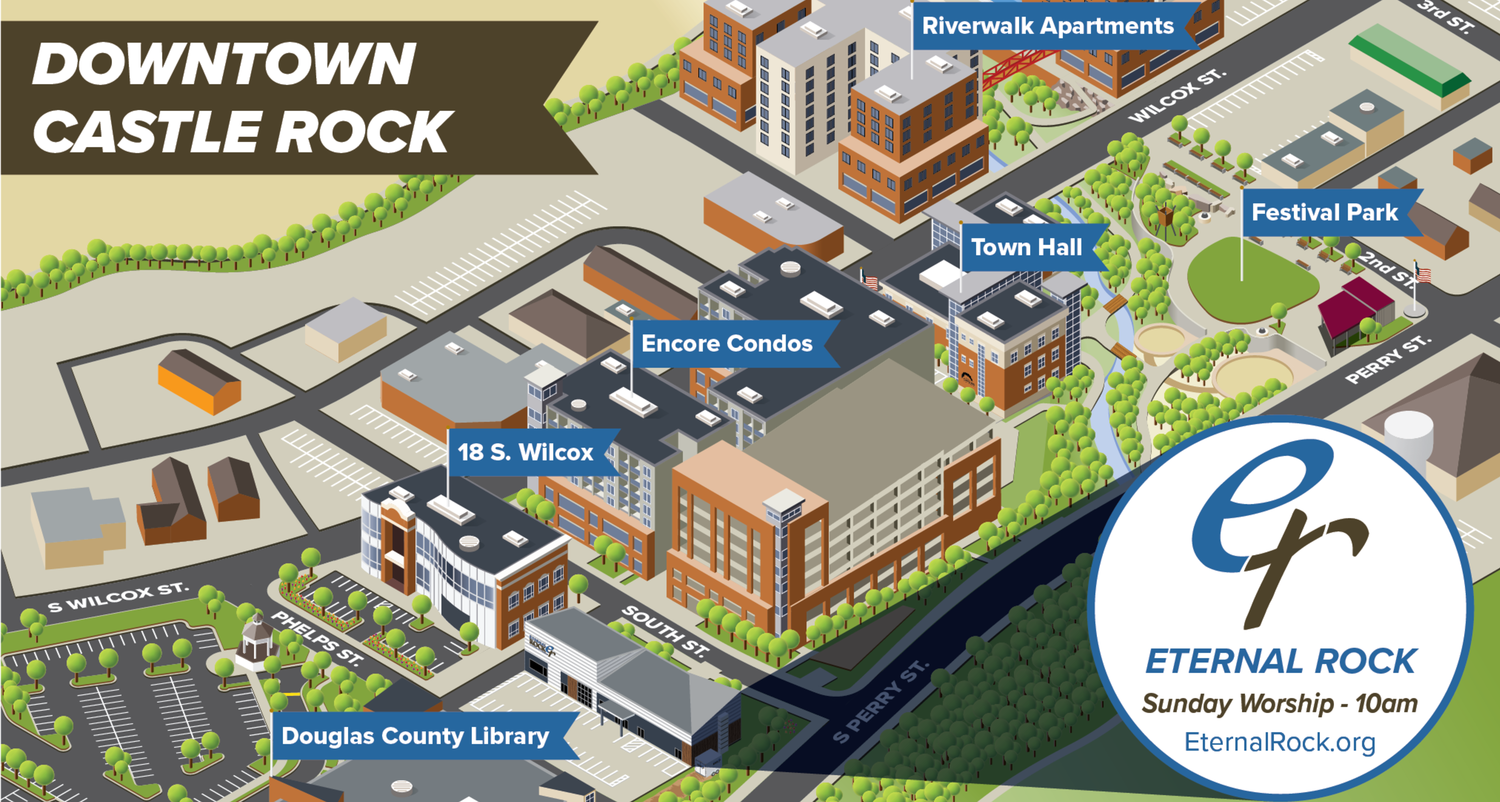 DOWNTOWN
CASTLE ROCK
Riverwalk Apartments
3rd ST.
WILCOX ST.
Festival Park
Town Hall
2nd ST.
Encore Condos
PERRY ST.
18 S. Wilcox
S WILCOX ST.
PHELPS ST.
SOUTH ST.
S PERRY ST.
Douglas County Library
er
ETERNAL ROCK
Sunday Worship - 10am
EternalRock.org